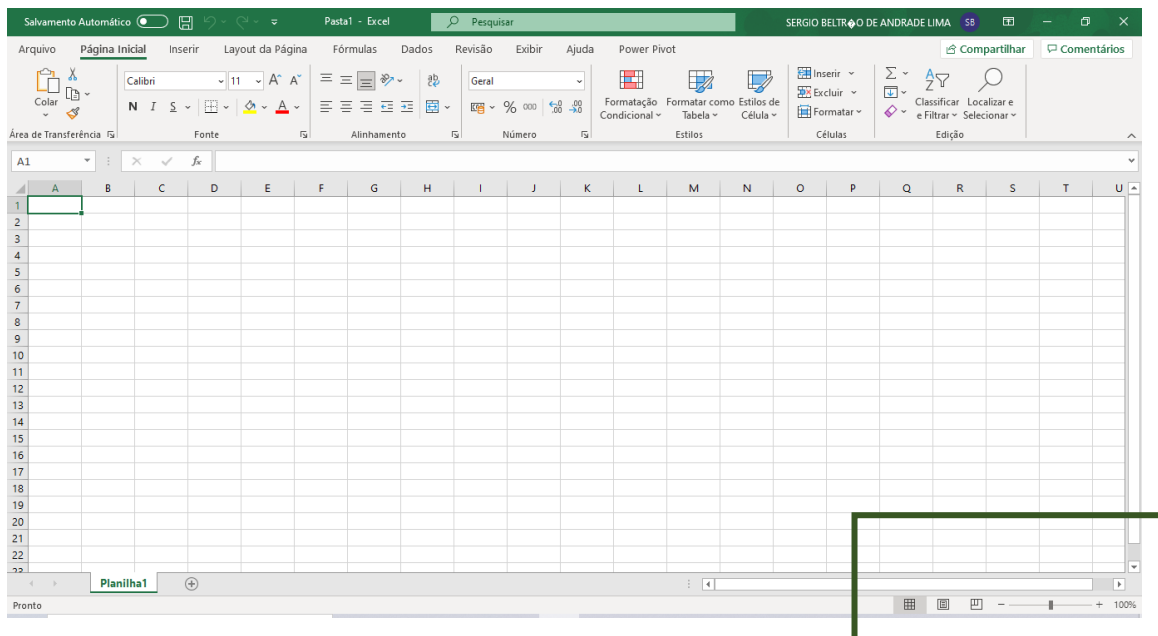 Salvamento Automático Pasta1 - Excel Pesquisar SERGIO BELTR�O DE ANDRADE LIMA SB
Arquivo Página Inicial Inserir Layout da Página Fórmulas Dados Revisão Exibir Ajuda Power Pivot Compartilhar Comentários
Colar
Calibri 11
N I S A
ab
Geral
% 000
Formatação Condicional
Formatar como Tabela
Estilos de Célula
Inserir
Excluir
Formatar
Classificar e Filtrar
Localizar e Selecionar
Área de Transferência Fonte Alinhamento Número Estilos Células Edição
A1 fx
A B C D E F G H I J K L M N O P Q R S T U
1
2
3
4
5
6
7
8
9
10
11
12
13
14
15
16
17
18
19
20
21
22
23
Planilha1
Pronto 100%